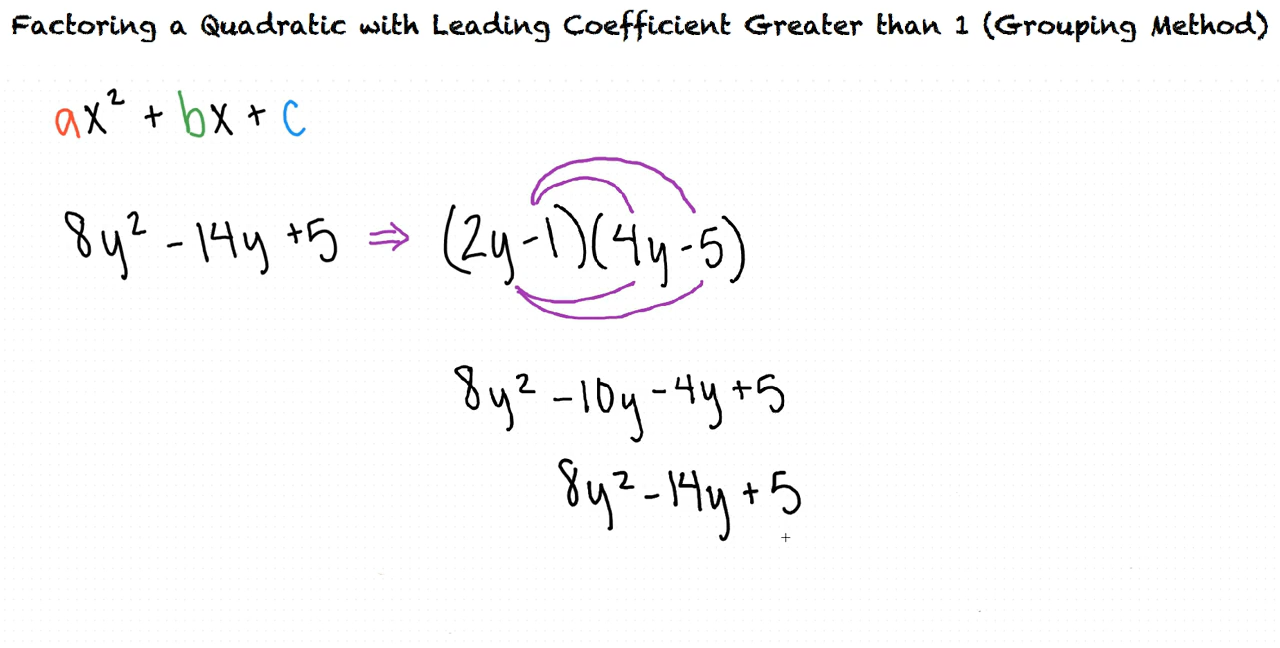 Factoring a Quadratic with Leading Coefficient Greater than 1 (Grouping Method)
ax² + bx + c
8y² - 14y + 5 ⇒ (2y - 1)(4y - 5)
8y² - 10y - 4y + 5
8y² - 14y + 5